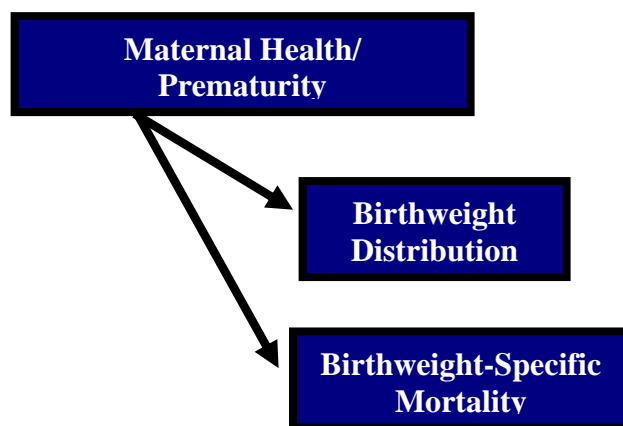 Maternal Health/
Prematurity
Birthweight
Distribution
Birthweight-Specific
Mortality